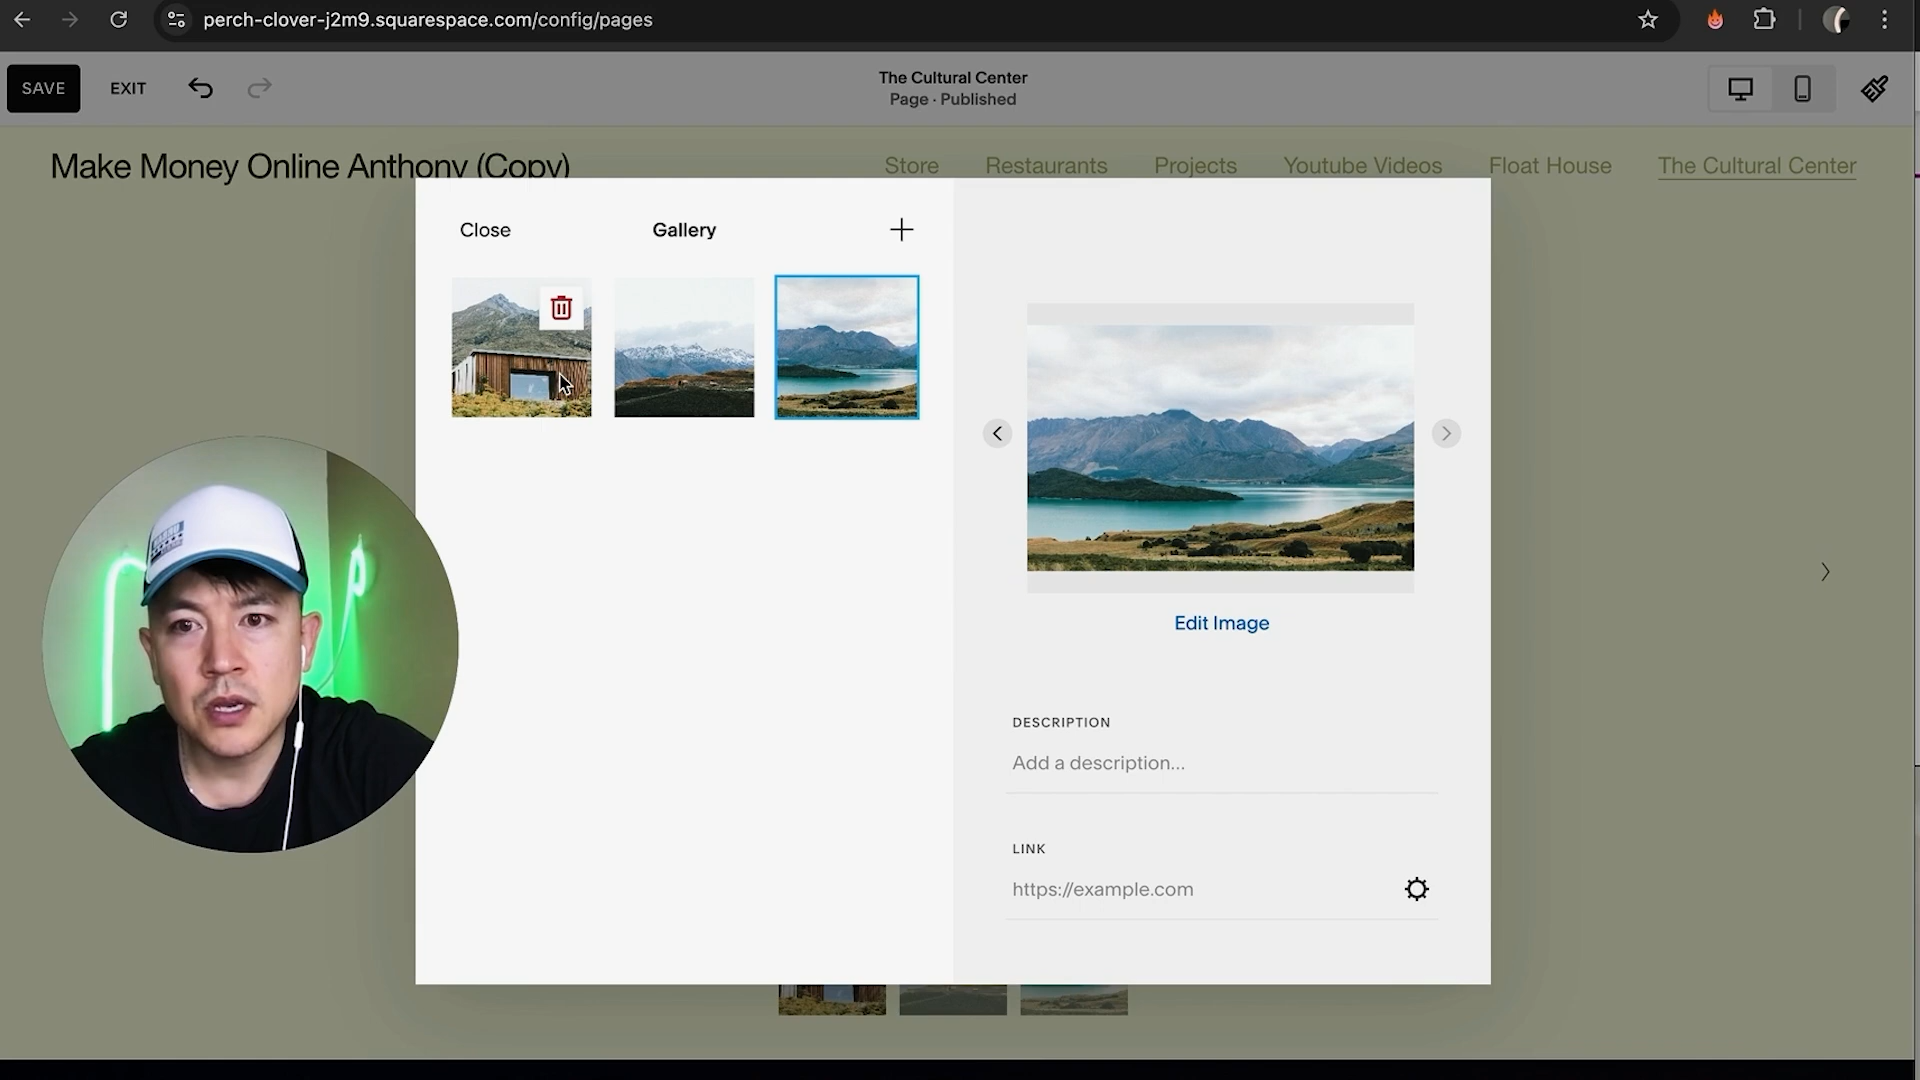 perch-clover-j2m9.squarespace.com/config/pages
SAVE
EXIT
The Cultural Center
Page · Published
Make Money Online Anthony (Copy)
Store
Restaurants
Projects
Youtube Videos
Float House
The Cultural Center
Close
Gallery
Edit Image
DESCRIPTION
Add a description...
LINK
https://example.com